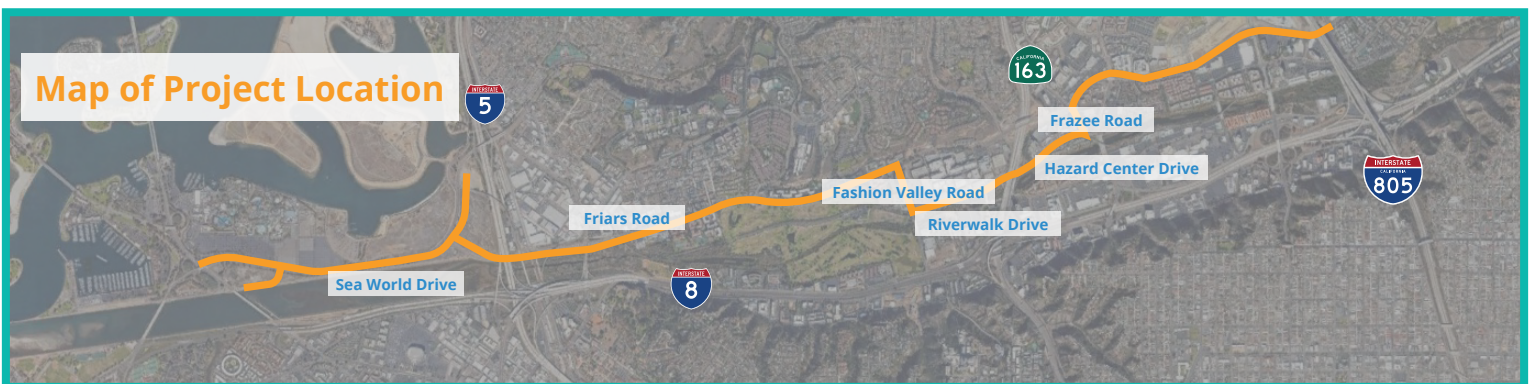 Map of Project Location
INTERSTATE
5
CALIFORNIA
163
Frazee Road
Hazard Center Drive
INTERSTATE
CALIFORNIA
805
Fashion Valley Road
Friars Road
Riverwalk Drive
INTERSTATE
8
Sea World Drive